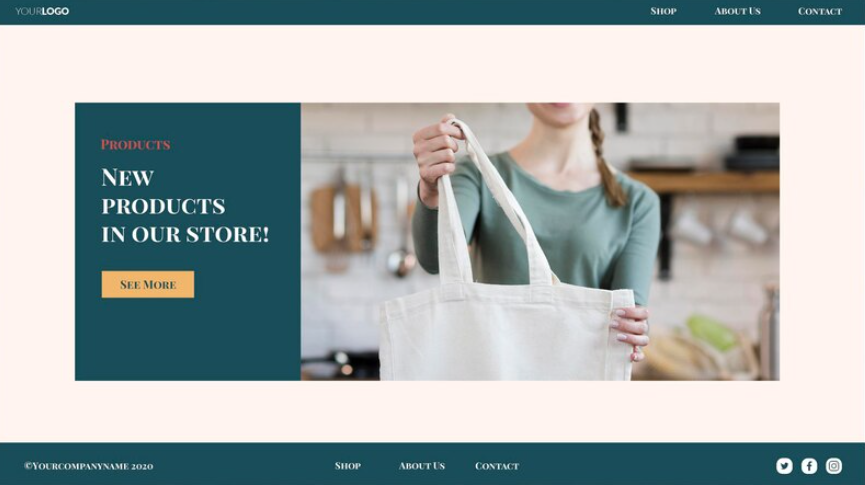 YOURLOGO
Shop About Us Contact
Products
New
products
in our store!
See More
©Yourcompanyname 2020
Shop About Us Contact